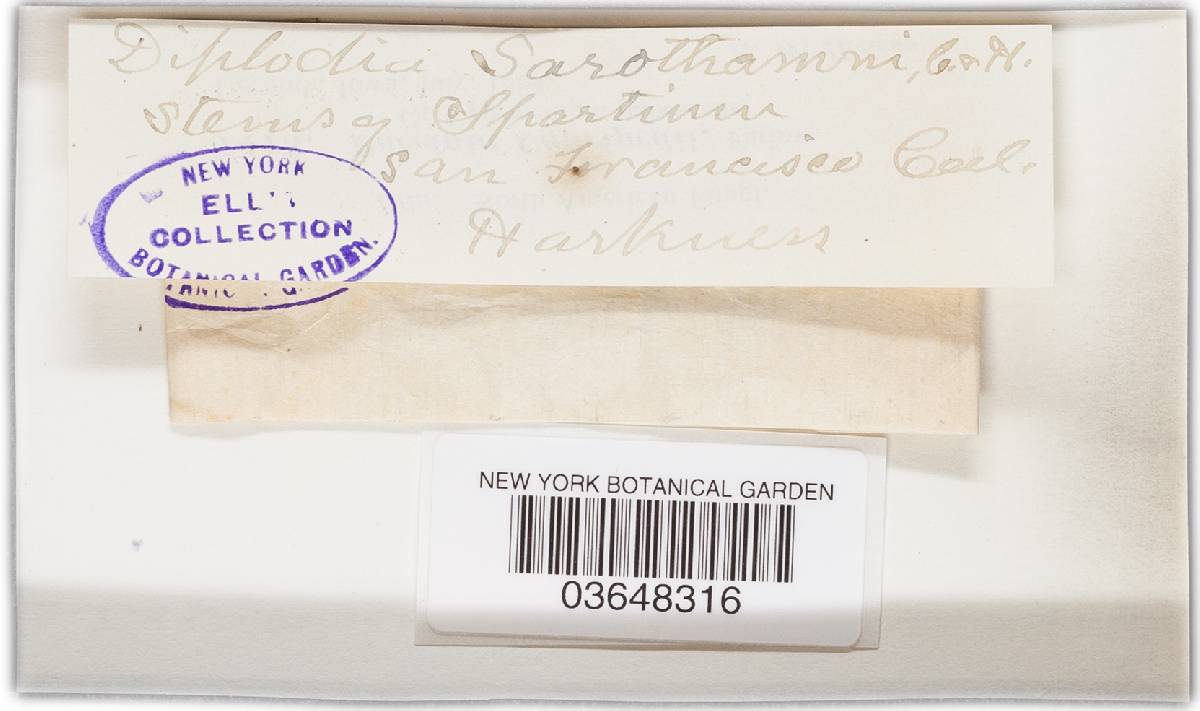 Diplodia Sarothamni, C. & H.
stems of Spartium
San Francisco Cal.
Harkness
NEW YORK
COLLECTION
BOTANICAL GARDEN.
NEW YORK BOTANICAL GARDEN
03648316